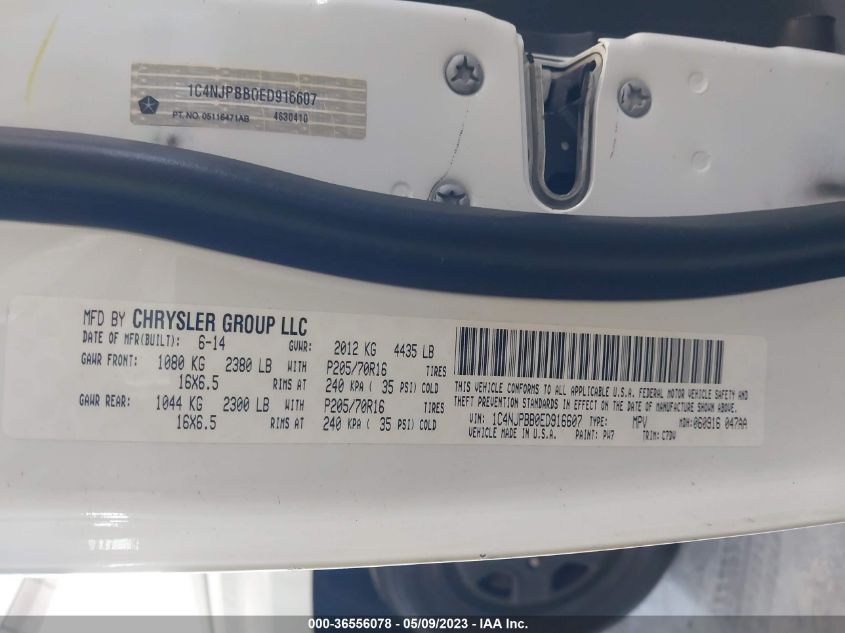 1C4NJPBB0ED916607
PT. NO. 05116471AB 4630410
MFD BY CHRYSLER GROUP LLC
DATE OF MFR(BUILT): 6-14 GVWR: 2012 KG 4435 LB
GAWR FRONT: 1080 KG 2380 LB WITH P205/70R16 TIRES
16X6.5 RIMS AT 240 KPA ( 35 PSI) COLD
GAWR REAR: 1044 KG 2300 LB WITH P205/70R16 TIRES
16X6.5 RIMS AT 240 KPA ( 35 PSI) COLD
THIS VEHICLE CONFORMS TO ALL APPLICABLE U.S.A. FEDERAL MOTOR VEHICLE SAFETY AND
THEFT PREVENTION STANDARDS IN EFFECT ON THE DATE OF MANUFACTURE SHOWN ABOVE.
VIN: 1C4NJPBB0ED916607 TYPE: MPV MDH: 060916 047AA
VEHICLE MADE IN U.S.A. PAINT: PW7 TRIM: C7DV
000-36556078 - 05/09/2023 - IAA Inc.